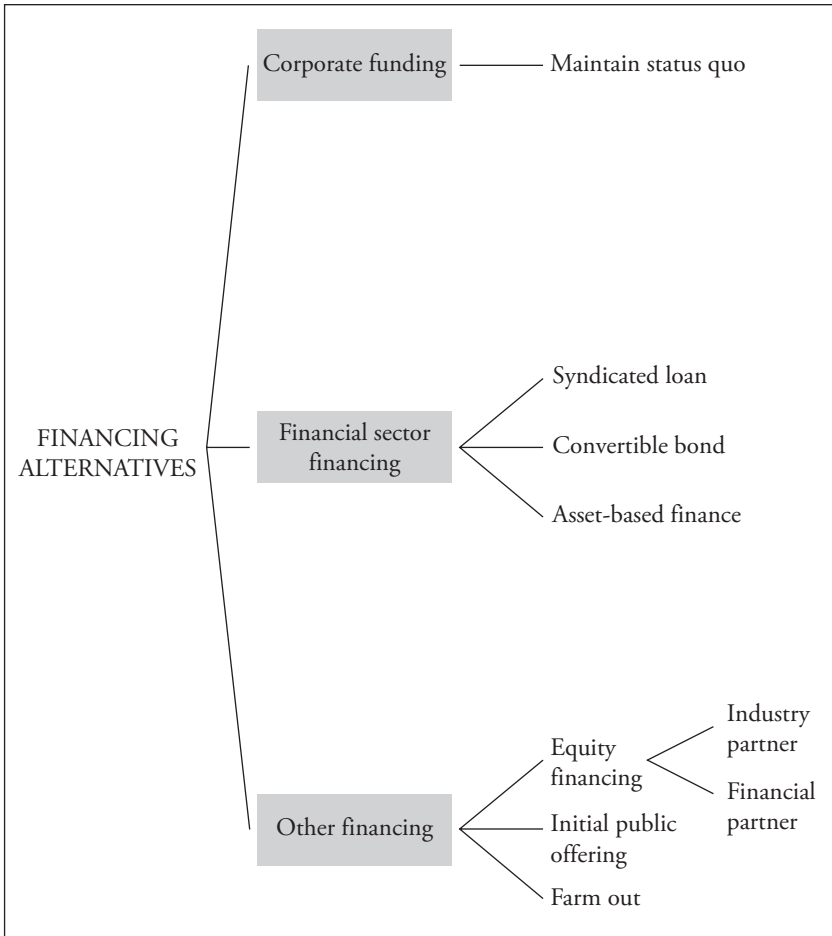 Corporate funding
Maintain status quo
FINANCING
ALTERNATIVES
Financial sector
financing
Syndicated loan
Convertible bond
Asset-based finance
Other financing
Equity
financing
Industry
partner
Financial
partner
Initial public
offering
Farm out